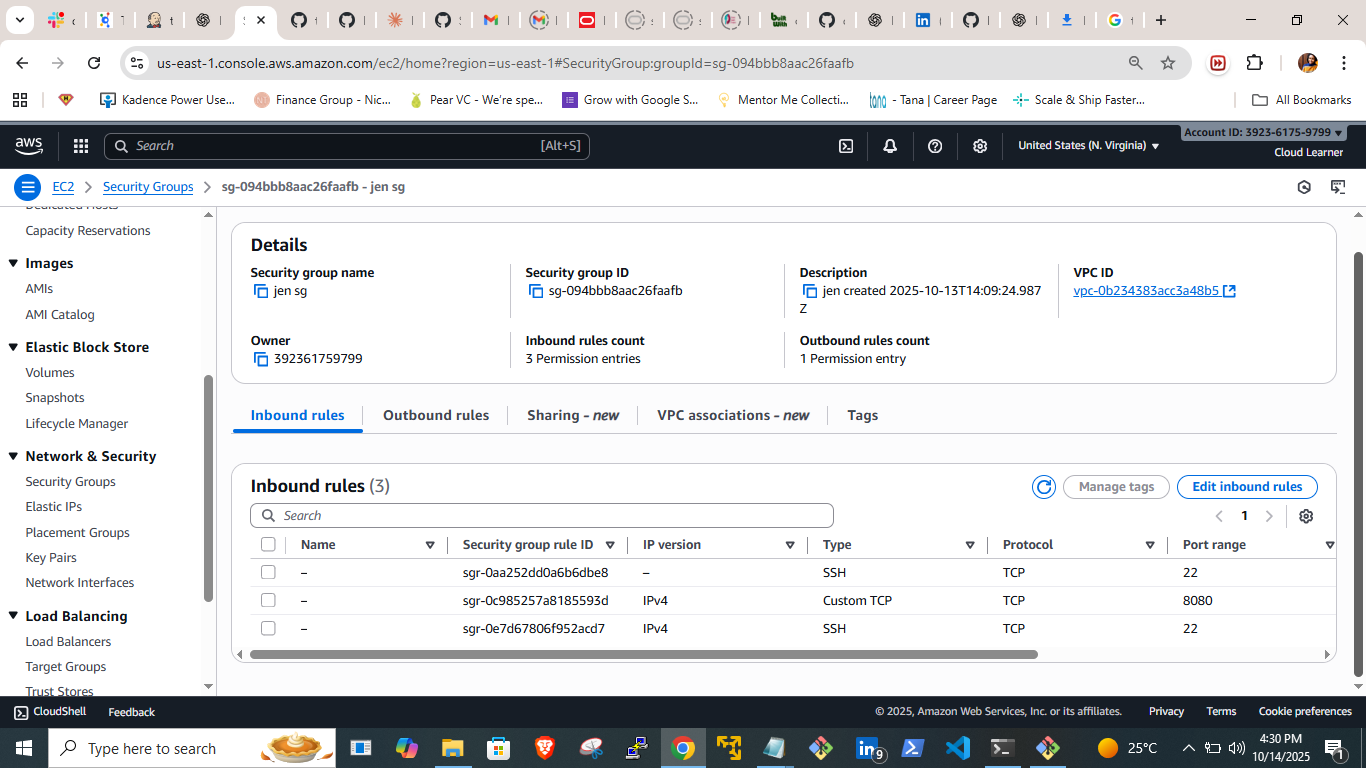 us-east-1.console.aws.amazon.com/ec2/home?region=us-east-1#SecurityGroup:groupId=sg-094bbb8aac26faafb
Kadence Power Use...
Finance Group - Nic...
Pear VC - We're spe...
Grow with Google S...
Mentor Me Collecti...
- Tana | Career Page
Scale & Ship Faster...
All Bookmarks
aws
Search
[Alt+S]
United States (N. Virginia)
Account ID: 3923-6175-9799
Cloud Learner
EC2
Security Groups
sg-094bbb8aac26faafb - jen sg
Dedicated Hosts
Capacity Reservations
Images
AMIs
AMI Catalog
Elastic Block Store
Volumes
Snapshots
Lifecycle Manager
Network & Security
Security Groups
Elastic IPs
Placement Groups
Key Pairs
Network Interfaces
Load Balancing
Load Balancers
Target Groups
Trust Stores
Details
Security group name
jen sg
Security group ID
sg-094bbb8aac26faafb
Description
jen created 2025-10-13T14:09:24.987
Z
VPC ID
vpc-0b234383acc3a48b5
Owner
392361759799
Inbound rules count
3 Permission entries
Outbound rules count
1 Permission entry
Inbound rules
Outbound rules
Sharing - new
VPC associations - new
Tags
Inbound rules (3)
Manage tags
Edit inbound rules
Search
1
Name Security group rule ID IP version Type Protocol Port range
– sgr-0aa252dd0a6b6dbe8 – SSH TCP 22
– sgr-0c985257a8185593d IPv4 Custom TCP TCP 8080
– sgr-0e7d67806f952acd7 IPv4 SSH TCP 22
CloudShell
Feedback
© 2025, Amazon Web Services, Inc. or its affiliates.
Privacy
Terms
Cookie preferences
Type here to search
9
25°C
4:30 PM
10/14/2025
1